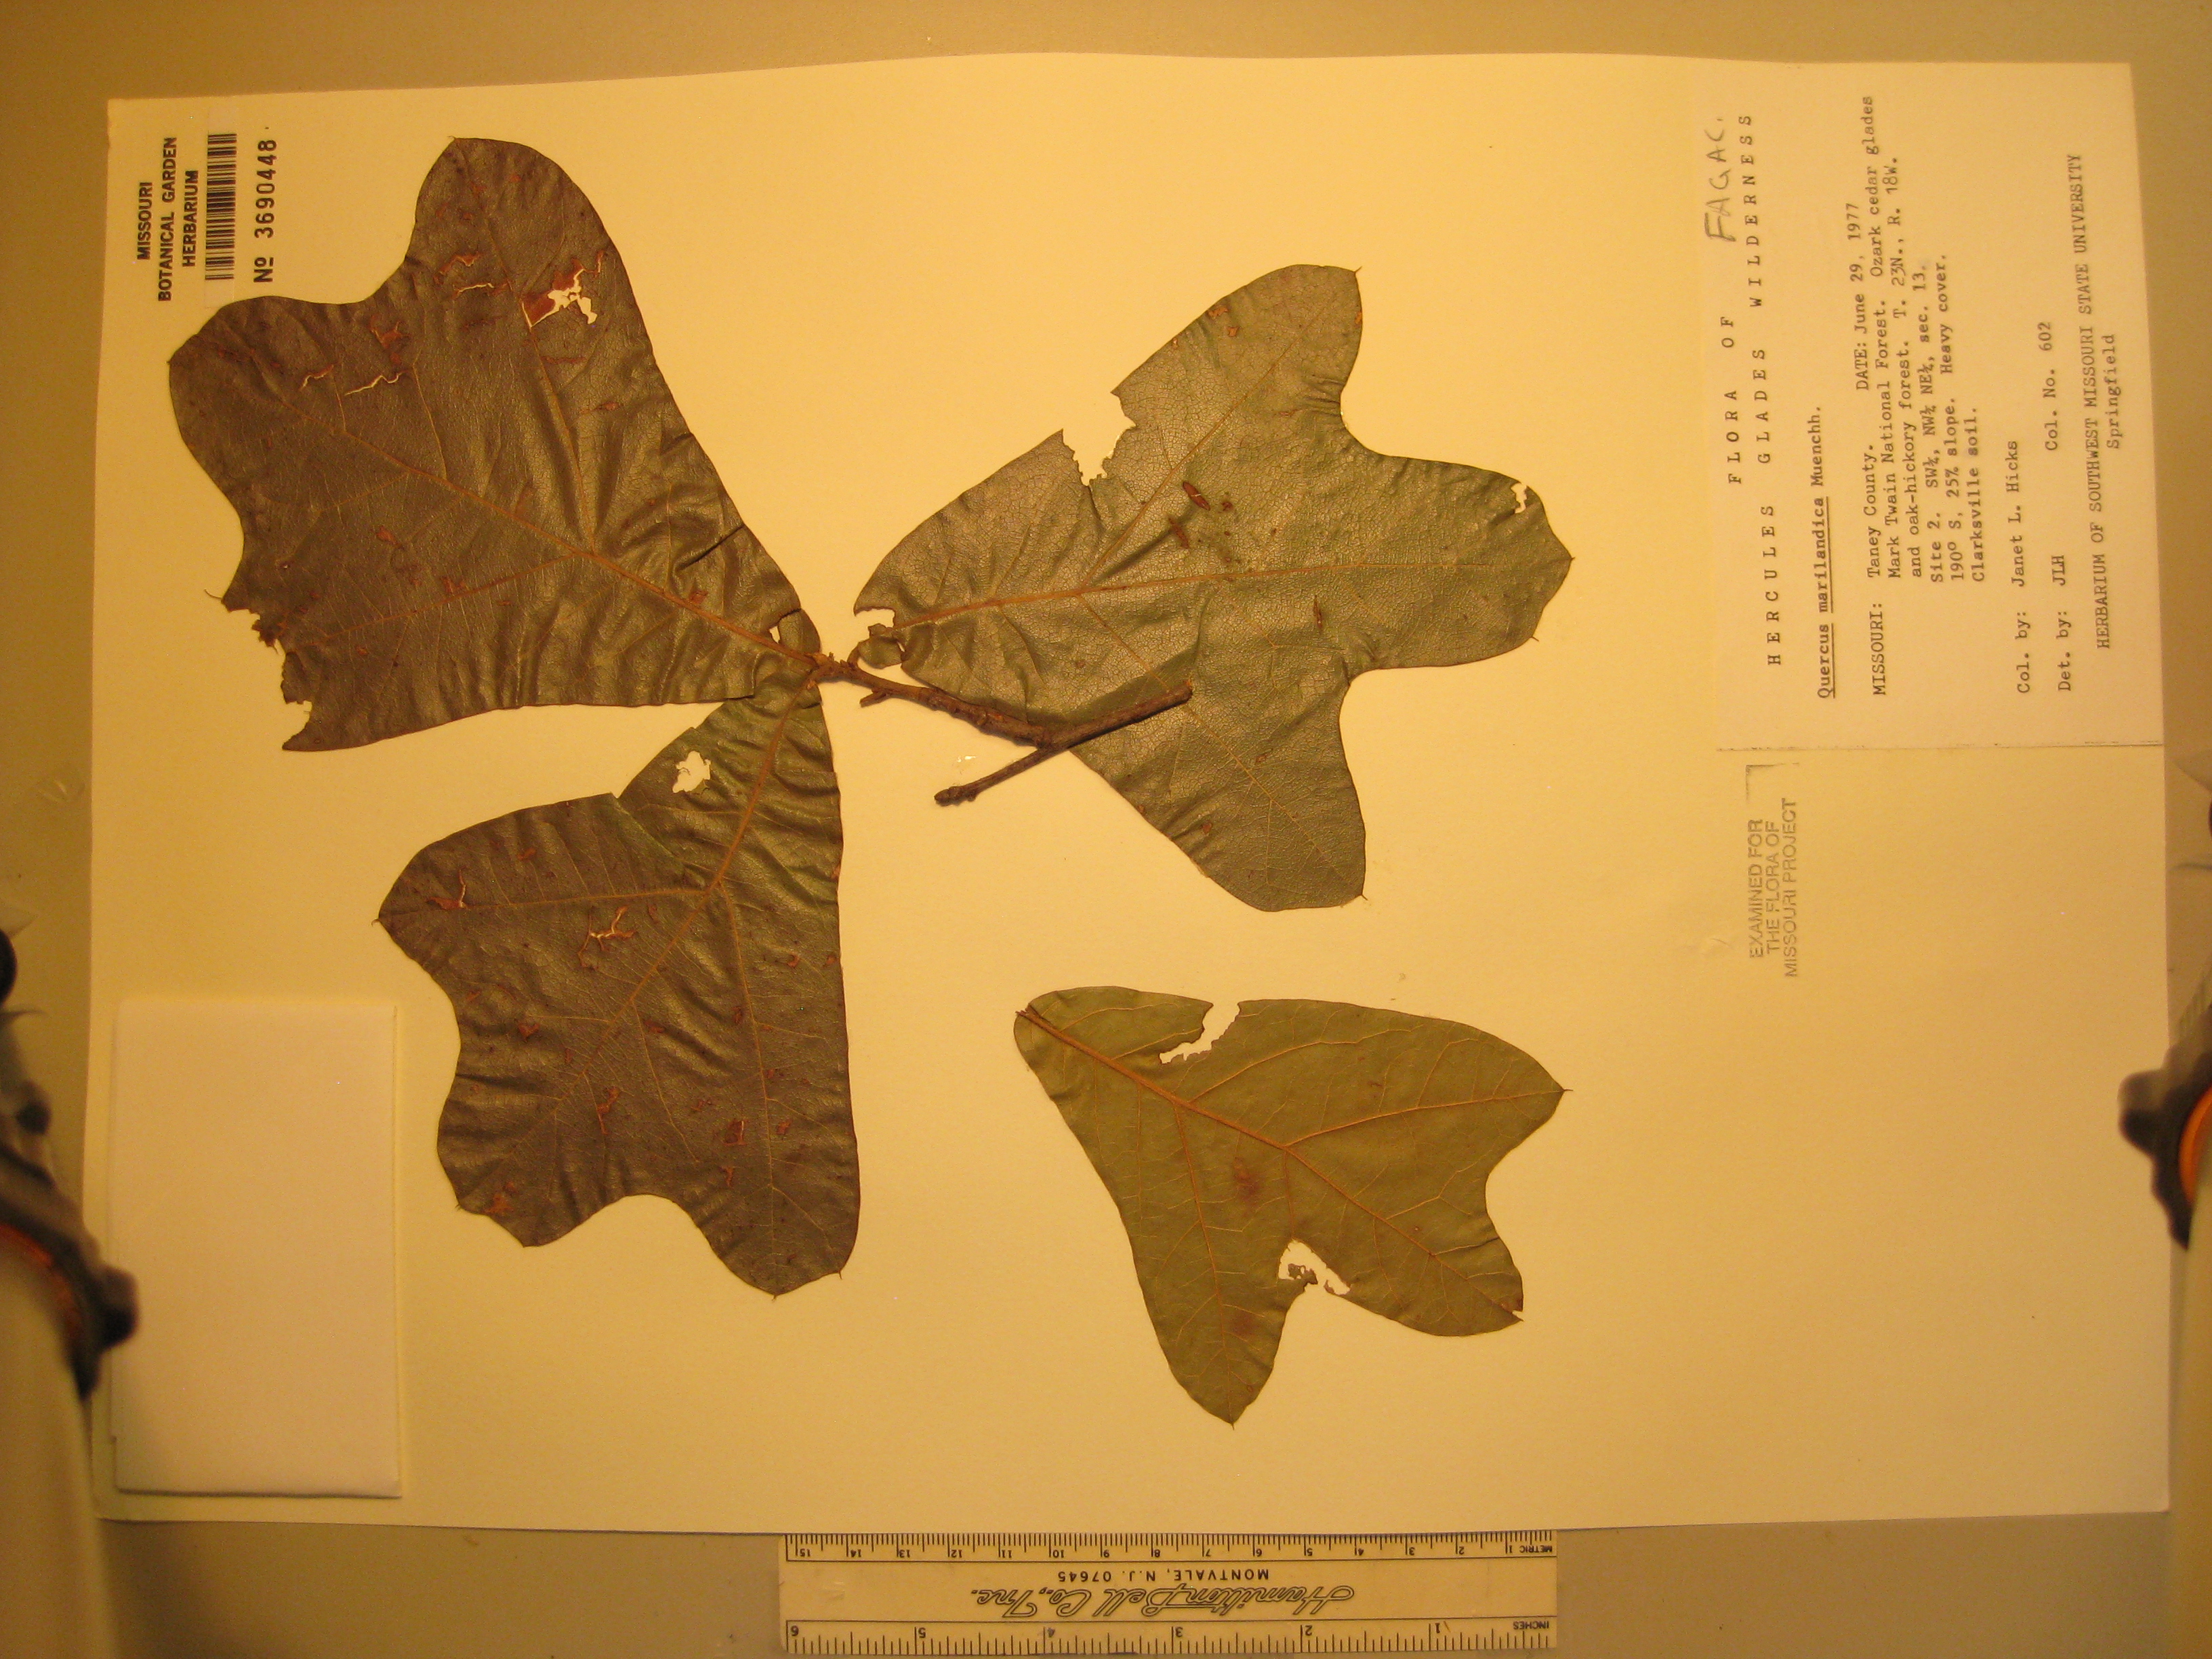 MISSOURI
BOTANICAL GARDEN
HERBARIUM
Nº 3690448
INCHES
1
2
3
4
5
6
METRIC 1
2
3
4
5
6
7
8
9
10
11
12
13
14
15
Hamilton Bell Co., Inc.
MONTVALE, N.J. 07645
EXAMINED FOR
THE FLORA OF
MISSOURI PROJECT
FAGAC.
FLORA OF
HERCULES GLADES WILDERNESS
Quercus marilandica Muenchh.
MISSOURI: Taney County. DATE: June 29, 1977
Mark Twain National Forest. Ozark cedar glades
and oak-hickory forest. T. 23N., R. 18W.
Site 2. SW¼, NW¼ NE¼, sec. 13.
190º S, 25% slope. Heavy cover.
Clarksville soil.
Col. by: Janet L. Hicks
Det. by: JLH Col. No. 602
HERBARIUM OF SOUTHWEST MISSOURI STATE UNIVERSITY
Springfield